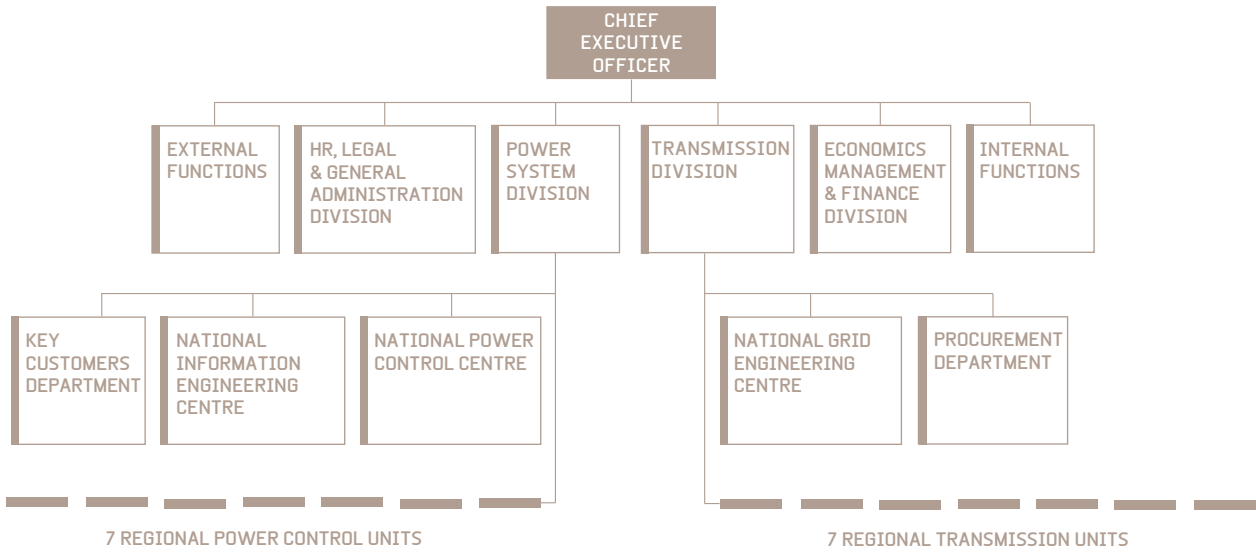 CHIEF
EXECUTIVE
OFFICER
EXTERNAL
FUNCTIONS
HR, LEGAL
& GENERAL
ADMINISTRATION
DIVISION
POWER
SYSTEM
DIVISION
TRANSMISSION
DIVISION
ECONOMICS
MANAGEMENT
& FINANCE
DIVISION
INTERNAL
FUNCTIONS
KEY
CUSTOMERS
DEPARTMENT
NATIONAL
INFORMATION
ENGINEERING
CENTRE
NATIONAL POWER
CONTROL CENTRE
NATIONAL GRID
ENGINEERING
CENTRE
PROCUREMENT
DEPARTMENT
7 REGIONAL POWER CONTROL UNITS
7 REGIONAL TRANSMISSION UNITS